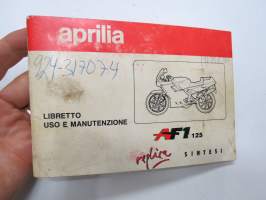 aprilia
924-317074
LIBRETTO
USO E MANUTENZIONE
AF1 125
replica
SINTESI